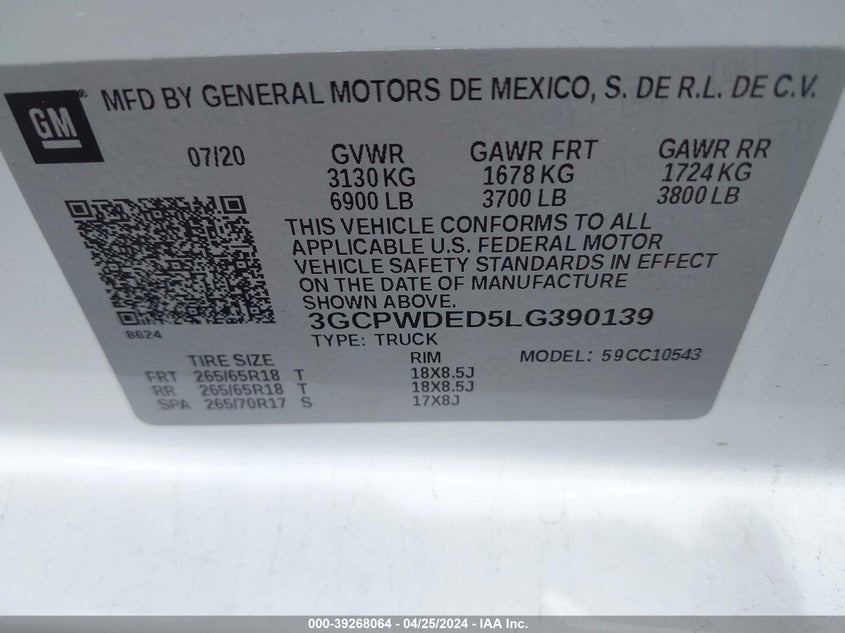 GM® MFD BY GENERAL MOTORS DE MEXICO, S. DE R.L. DE C.V.
07/20 GVWR GAWR FRT GAWR RR
3130 KG 1678 KG 1724 KG
6900 LB 3700 LB 3800 LB
THIS VEHICLE CONFORMS TO ALL
APPLICABLE U.S. FEDERAL MOTOR
VEHICLE SAFETY STANDARDS IN EFFECT
ON THE DATE OF MANUFACTURE
SHOWN ABOVE.
3GCPWDED5LG390139
8624
TYPE: TRUCK
TIRE SIZE RIM MODEL: 59CC10543
FRT 265/65R18 T 18X8.5J
RR 265/65R18 T 18X8.5J
SPA 265/70R17 S 17X8J
000-39268064 - 04/25/2024 - IAA Inc.